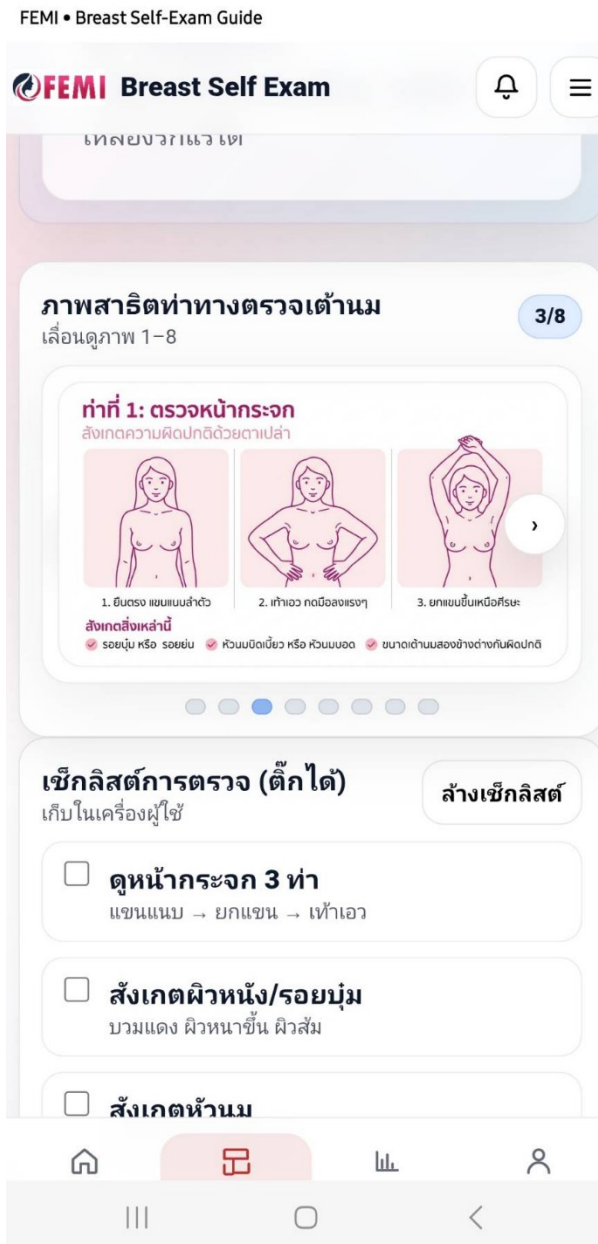 FEMI • Breast Self-Exam Guide
FEMI Breast Self Exam
ภาพสาธิตท่าทางตรวจเต้านม
3/8
เลื่อนดูภาพ 1–8
ท่าที่ 1: ตรวจหน้ากระจก
สังเกตความผิดปกติด้วยตาเปล่า
1. ยืนตรง แขนแนบลำตัว
2. เท้าเอว กดมือลงแรงๆ
3. ยกแขนขึ้นเหนือศีรษะ
สังเกตสิ่งเหล่านี้
รอยบุ่ม หรือ รอยย่น
หัวนมบิดเบี้ยว หรือ หัวนมบอด
ขนาดเต้านมสองข้างต่างกันผิดปกติ
เช็กลิสต์การตรวจ (ติ๊กได้)
เก็บในเครื่องผู้ใช้
ล้างเช็กลิสต์
ดูหน้ากระจก 3 ท่า
แขนแนบ → ยกแขน → เท้าเอว
สังเกตผิวหนัง/รอยบุ๋ม
บวมแดง ผิวหนาขึ้น ผิวส้ม
สังเกตหัวนม